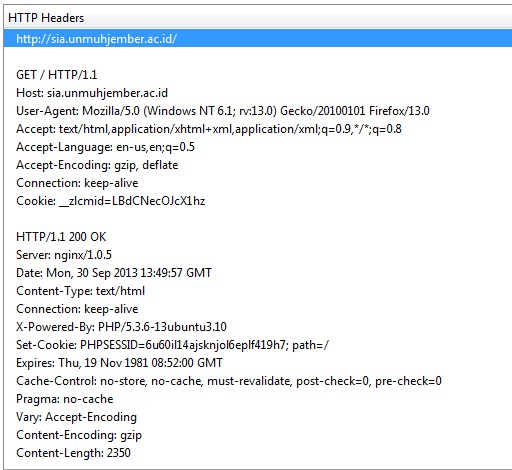 HTTP Headers
http://sia.unmuhjember.ac.id/
GET / HTTP/1.1
Host: sia.unmuhjember.ac.id
User-Agent: Mozilla/5.0 (Windows NT 6.1; rv:13.0) Gecko/20100101 Firefox/13.0
Accept: text/html,application/xhtml+xml,application/xml;q=0.9,*/*;q=0.8
Accept-Language: en-us,en;q=0.5
Accept-Encoding: gzip, deflate
Connection: keep-alive
Cookie: __zlcmid=LBdCNecOJcX1hz
HTTP/1.1 200 OK
Server: nginx/1.0.5
Date: Mon, 30 Sep 2013 13:49:57 GMT
Content-Type: text/html
Connection: keep-alive
X-Powered-By: PHP/5.3.6-13ubuntu3.10
Set-Cookie: PHPSESSID=6u60il14ajsknjol6eplf419h7; path=/
Expires: Thu, 19 Nov 1981 08:52:00 GMT
Cache-Control: no-store, no-cache, must-revalidate, post-check=0, pre-check=0
Pragma: no-cache
Vary: Accept-Encoding
Content-Encoding: gzip
Content-Length: 2350